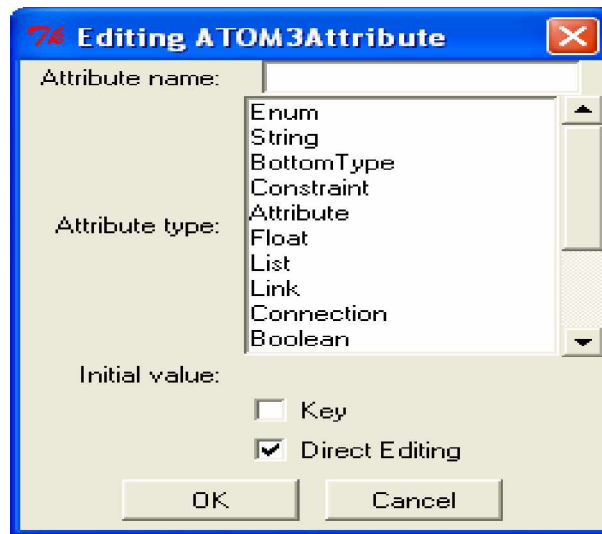 7% Editing ATOM3Attribute
Attribute name:
Attribute type:
Enum
String
BottomType
Constraint
Attribute
Float
List
Link
Connection
Boolean
Initial value:
Key
Direct Editing
OK
Cancel